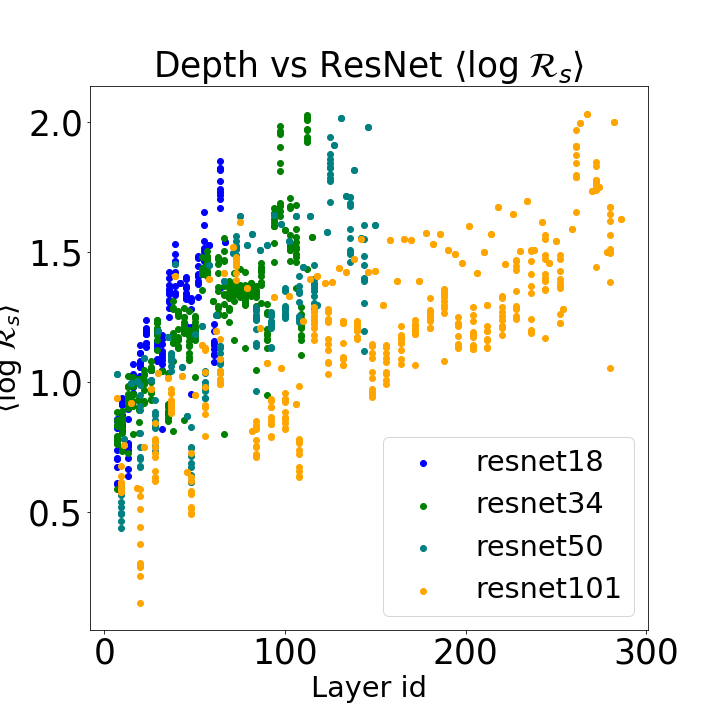 Depth vs ResNet ⟨log ℛₛ⟩
2.0
1.5
1.0
0.5
⟨log ℛₛ⟩
resnet18
resnet34
resnet50
resnet101
0 100 200 300
Layer id